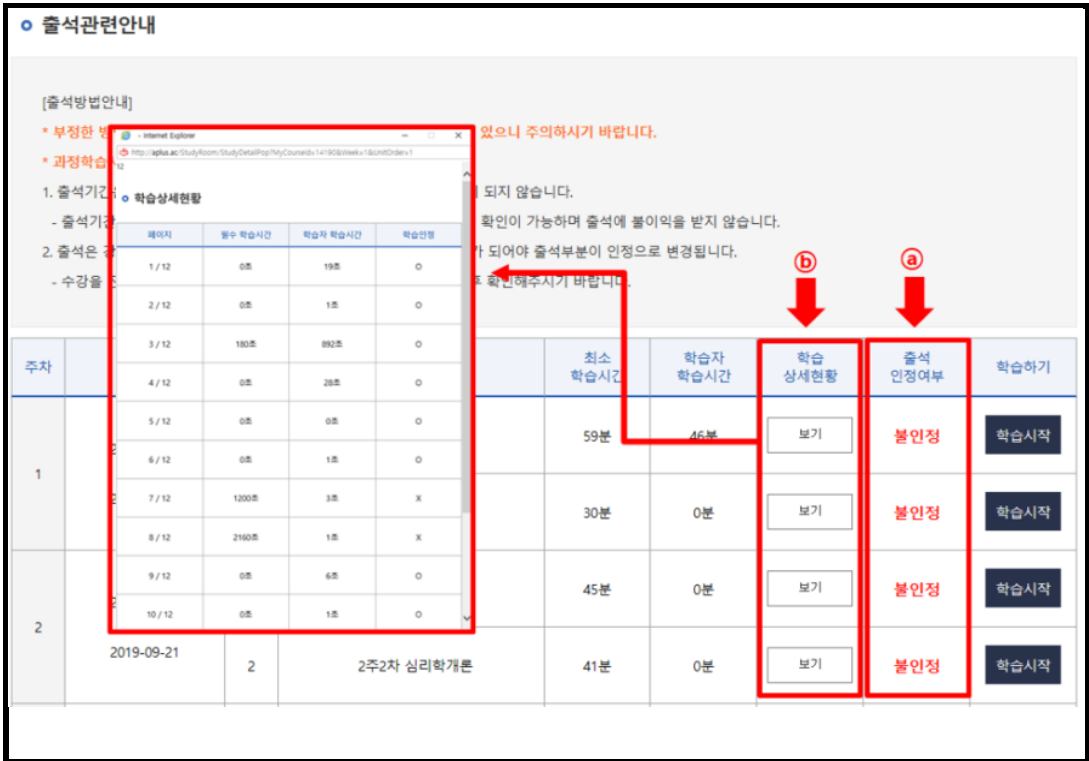 출석관련안내
[출석방법안내]
* 부정한 있으니 주의하시기 바랍니다.
* 과정학습
1. 출석기간 되지 않습니다.
- 출석기간 확인이 가능하며 출석에 불이익을 받지 않습니다.
2. 출석은 되어야 출석부분이 인정으로 변경됩니다.
- 수강을 확인해주시기 바랍니다.
- Internet Explorer
http://aplus.ac/StudyRoom/StudyDetailPop?MyCourseId=14190&Week=1&UnitOrder=1
12
학습상세현황
페이지 필수 학습시간 학습자 학습시간 학습인정
1 / 12 0초 19초 O
2 / 12 0초 1초 O
3 / 12 180초 892초 O
4 / 12 0초 28초 O
5 / 12 0초 0초 O
6 / 12 0초 1초 O
7 / 12 1200초 3초 X
8 / 12 2160초 1초 X
9 / 12 0초 6초 O
10 / 12 0초 1초 O
ⓑ ⓐ
주차 최소 학습시간 학습자 학습시간 학습 상세현황 출석 인정여부 학습하기
1
59분 46분 보기 불인정 학습시작
30분 0분 보기 불인정 학습시작
2
45분 0분 보기 불인정 학습시작
2019-09-21 2 2주2차 심리학개론 41분 0분 보기 불인정 학습시작